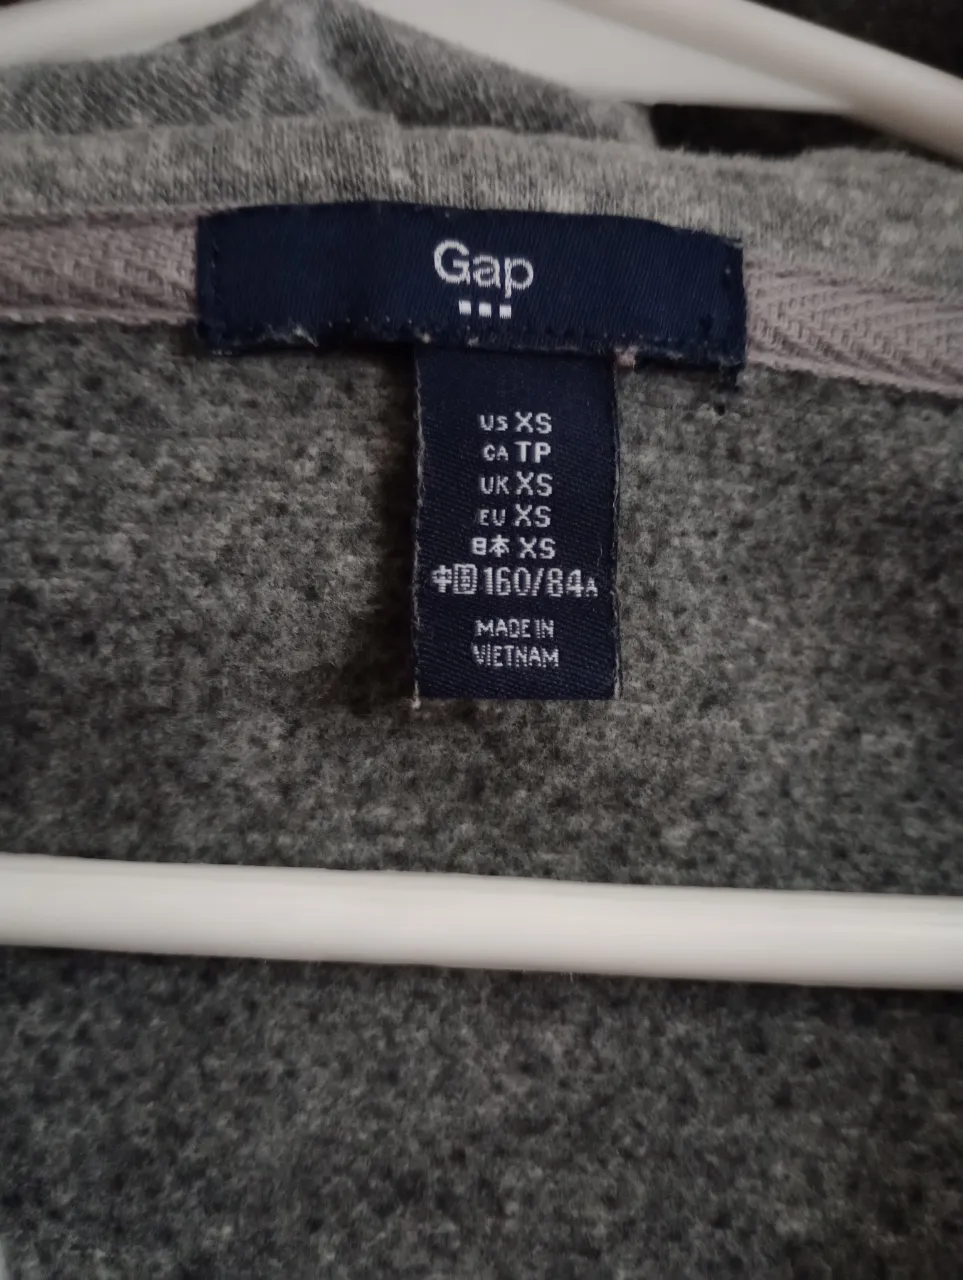 Gap
US XS
CA TP
UK XS
EU XS
日本 XS
中国 160/84A
MADE IN
VIETNAM